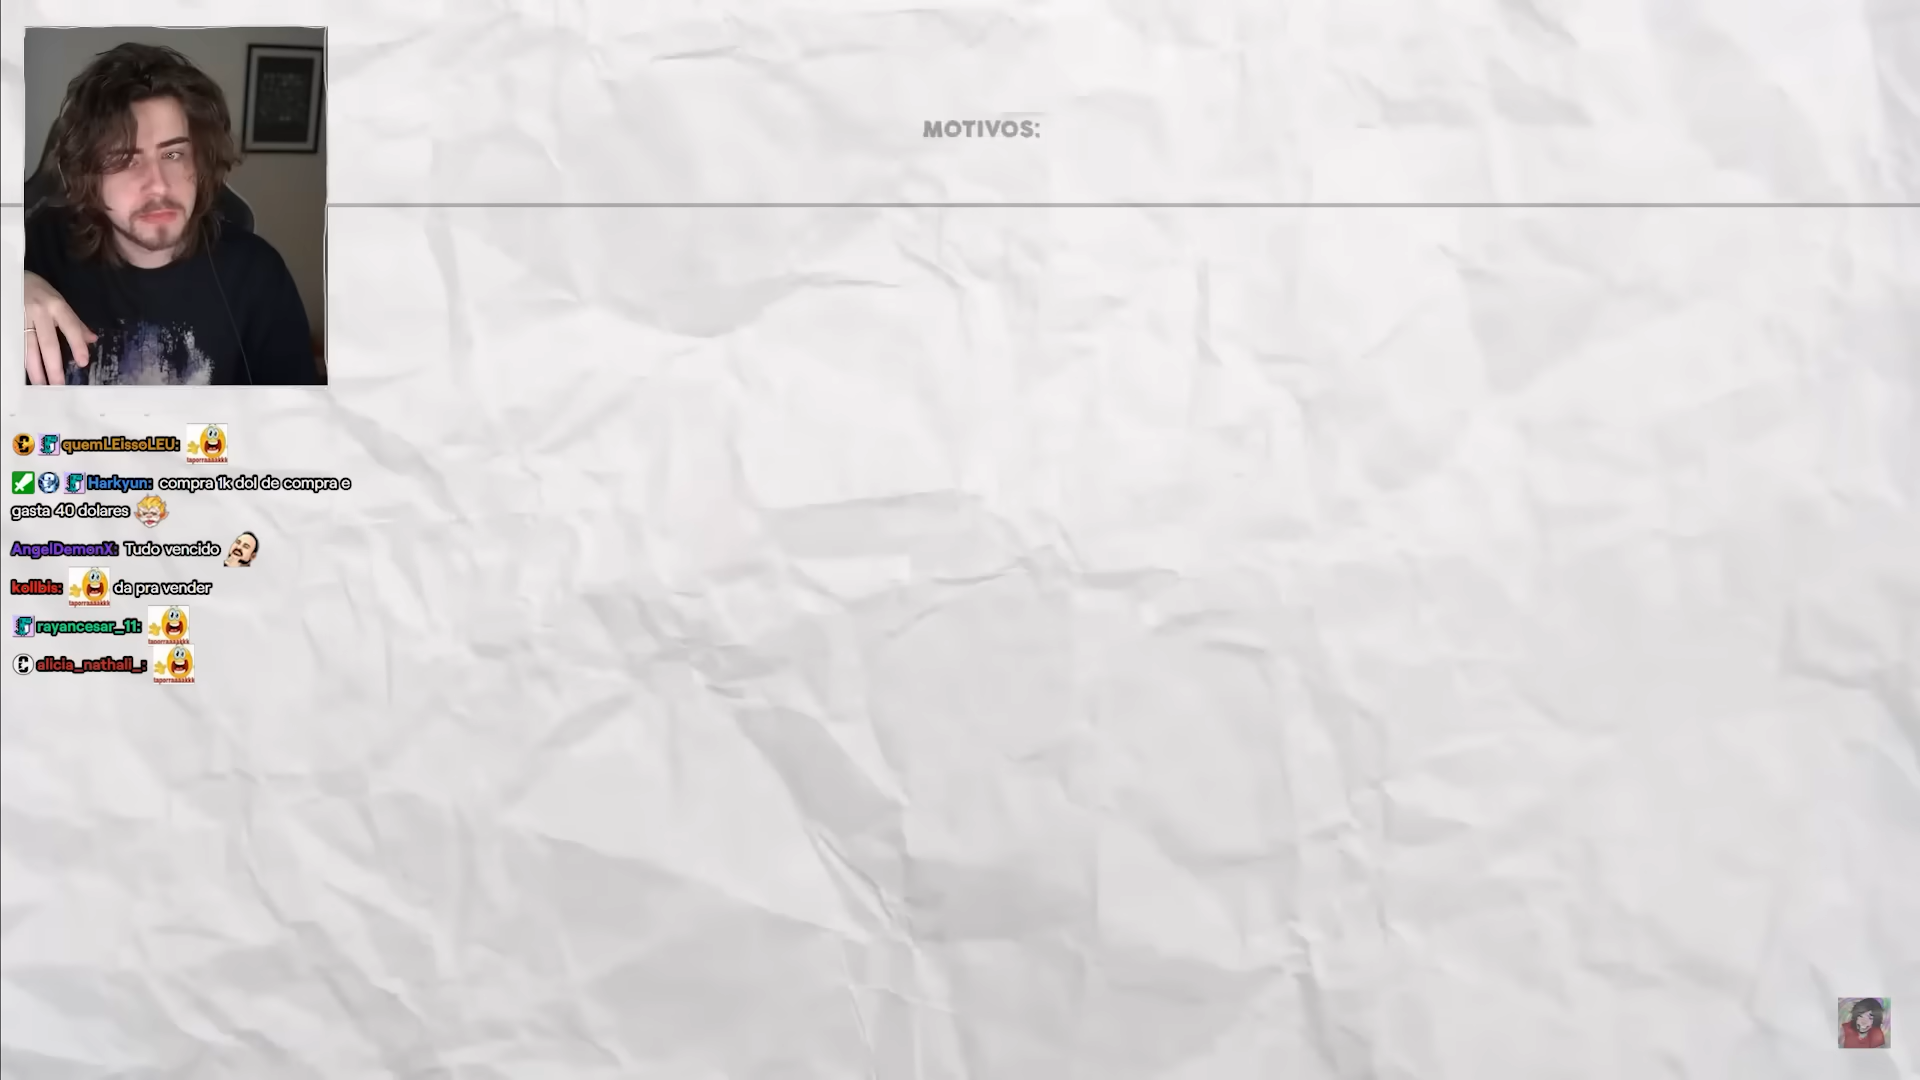 MOTIVOS:
quemLEissoLEU:
Harkyun: compra 1k dol de compra e
gasta 40 dolares
AngelDemonX: Tudo vencido
kollbis: da pra vender
rayancesar_11:
alicia_nathali_: